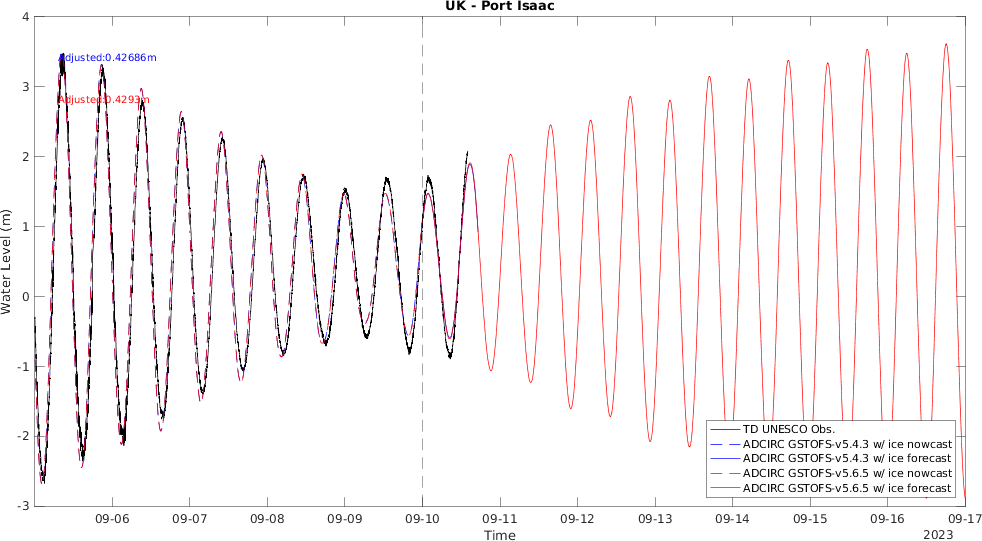 UK - Port Isaac
4
Adjusted:0.42686m
3
Adjusted:0.4293m
2
1
Water Level (m)
0
-1
-2
TD UNESCO Obs.
ADCIRC GSTOFS-v5.4.3 w/ ice nowcast
ADCIRC GSTOFS-v5.4.3 w/ ice forecast
ADCIRC GSTOFS-v5.6.5 w/ ice nowcast
ADCIRC GSTOFS-v5.6.5 w/ ice forecast
-3
09-06 09-07 09-08 09-09 09-10 09-11 09-12 09-13 09-14 09-15 09-16 09-17
Time
2023